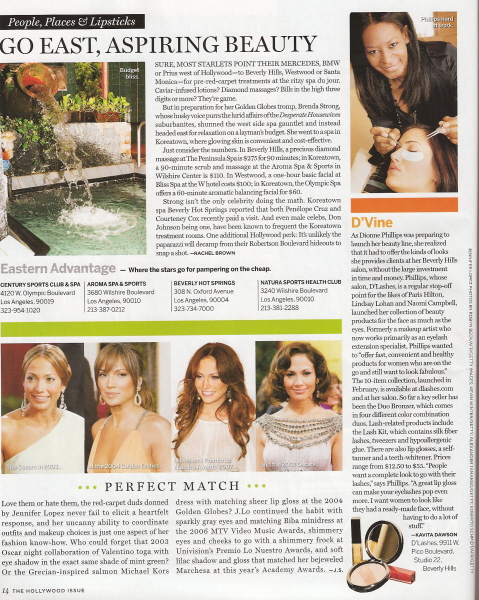 People, Places & Lipsticks
GO EAST, ASPIRING BEAUTY
Budget
bliss.
SURE, MOST STARLETS POINT THEIR MERCEDES, BMW
or Prius west of Hollywood—to Beverly Hills, Westwood or Santa
Monica—for pre-red-carpet treatments at the ritzy spa du jour.
Caviar-infused lotions? Diamond massages? Bills in the high three
digits or more? They're game.
But in preparation for her Golden Globes tromp, Brenda Strong,
whose husky voice purrs the lurid affairs of the Desperate Housewives
suburbanites, shunned the west side spa gauntlet and instead
headed east for relaxation on a layman's budget. She went to a spa in
Koreatown, where glowing skin is convenient and cost-effective.
Just consider the numbers. In Beverly Hills, a precious diamond
massage at The Peninsula Spa is $275 for 90 minutes; in Koreatown,
a 90-minute scrub and massage at the Aroma Spa & Sports in
Wilshire Center is $110. In Westwood, a one-hour basic facial at
Bliss Spa at the W hotel costs $100; in Koreatown, the Olympic Spa
offers a 60-minute aromatic balancing facial for $60.
Strong isn't the only celebrity doing the math. Koreatown
spa Beverly Hot Springs reported that both Penélope Cruz and
Courteney Cox recently paid a visit. And even male celebs, Don
Johnson being one, have been known to frequent the Koreatown
treatment rooms. One additional Hollywood perk: It's unlikely the
paparazzi will decamp from their Robertson Boulevard hideouts to
snap a shot. —RACHEL BROWN
Eastern Advantage — Where the stars go for pampering on the cheap.
CENTURY SPORTS CLUB & SPA
4120 W. Olympic Boulevard
Los Angeles, 90019
323-954-1020
AROMA SPA & SPORTS
3680 Wilshire Boulevard
Los Angeles, 90010
213-387-0212
BEVERLY HOT SPRINGS
308 N. Oxford Avenue
Los Angeles, 90004
323-734-7000
NATURA SPORTS HEALTH CLUB
3240 Wilshire Boulevard
Los Angeles, 90010
213-381-2288
at the 2004 Golden Globes
PERFECT MATCH
Love them or hate them, the red-carpet duds donned
by Jennifer Lopez never fail to elicit a heartfelt
response, and her uncanny ability to coordinate
outfits and makeup choices is just one aspect of her
fashion know-how. Who could forget that 2003
Oscar night collaboration of Valentino toga with
eye shadow in the exact same shade of mint green?
Or the Grecian-inspired salmon Michael Kors
dress with matching sheer lip gloss at the 2004
Golden Globes? J.Lo continued the habit with
sparkly gray eyes and matching Biba minidress at
the 2006 MTV Video Music Awards, shimmery
eyes and cheeks to go with a shimmery frock at
Univision's Premio Lo Nuestro Awards, and soft
lilac shadow and gloss that matched her bejeweled
Marchesa at this year's Academy Awards. —J.S.
Phillips hard
at work.
D'Vine
As Dionne Phillips was preparing to
launch her beauty line, she realized
that it had to offer the kinds of looks
she provides clients at her Beverly Hills
salon, without the large investment
in time and money. Phillips, whose
salon, D'Lashes, is a regular stop-off
point for the likes of Paris Hilton,
Lindsay Lohan and Naomi Campbell,
launched her collection of beauty
products for the face as much as the
eyes. Formerly a makeup artist who
now works primarily as an eyelash
extension specialist, Phillips wanted
to "offer fast, convenient and healthy
products for women who are on the
go and still want to look fabulous."
The 10-item collection, launched in
February, is available at dlashes.com
and at her salon. So far a key seller has
been the Duo Bronzer, which comes
in four different color combination
duos. Lash-related products include
the Lash Kit, which contains silk fiber
lashes, tweezers and hypoallergenic
glue. There are also lip glosses, a self-
tanner and a teeth-whitener. Prices
range from $12.50 to $55. "People
want a complete look to go with their
lashes," says Phillips. "A great lip gloss
can make your eyelashes pop even
more. I want women to look like
they had a ready-made face, without
having to do a lot of
stuff."
—KAVITA DAWSON
D'Lashes, 9911 W.
Pico Boulevard,
Studio 22,
Beverly Hills
14 THE HOLLYWOOD ISSUE